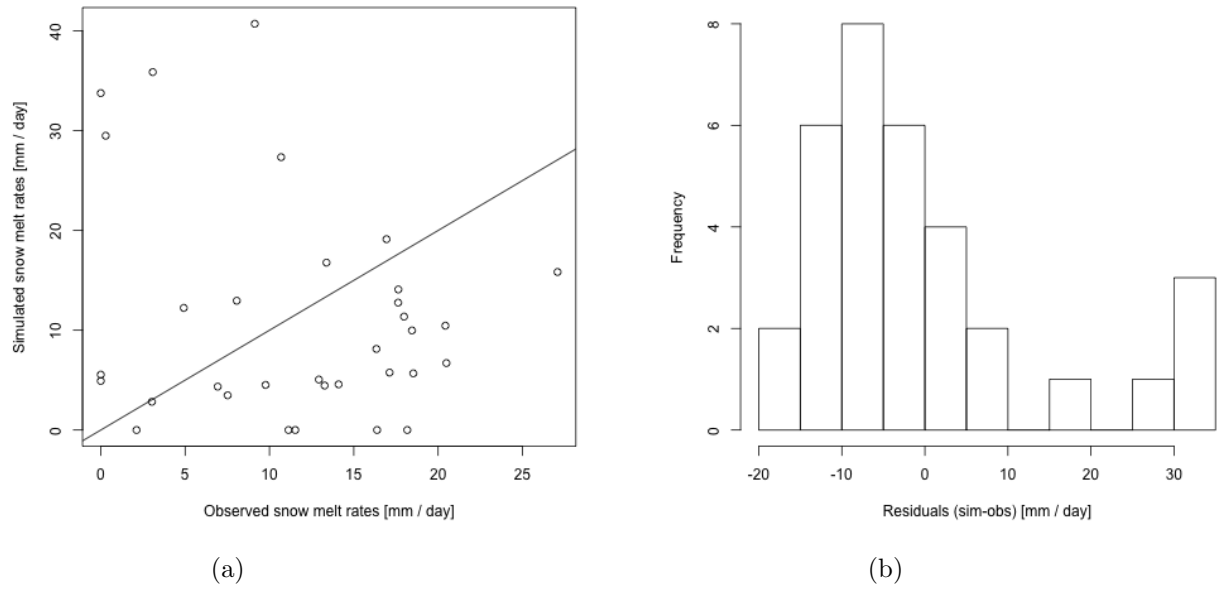 Simulated snow melt rates [mm / day]
40
30
20
10
0
0 5 10 15 20 25
Observed snow melt rates [mm / day]
(a)
Frequency
8
6
4
2
0
-20 -10 0 10 20 30
Residuals (sim-obs) [mm / day]
(b)